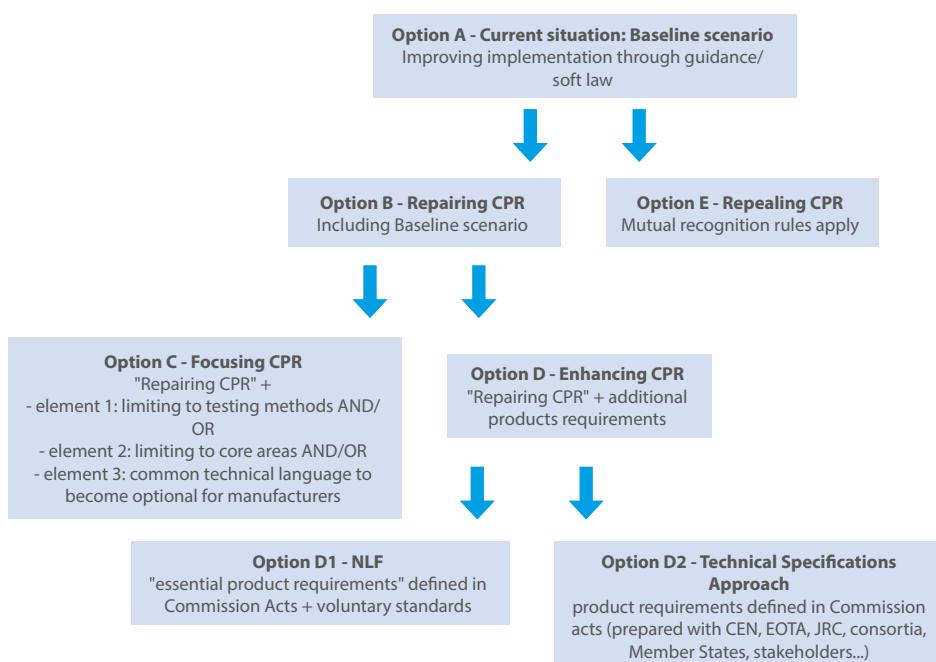 Option A - Current situation: Baseline scenario
Improving implementation through guidance/
soft law
Option B - Repairing CPR
Including Baseline scenario
Option E - Repealing CPR
Mutual recognition rules apply
Option C - Focusing CPR
"Repairing CPR" +
- element 1: limiting to testing methods AND/
OR
- element 2: limiting to core areas AND/OR
- element 3: common technical language to
become optional for manufacturers
Option D - Enhancing CPR
"Repairing CPR" + additional
products requirements
Option D1 - NLF
"essential product requirements" defined in
Commission Acts + voluntary standards
Option D2 - Technical Specifications
Approach
product requirements defined in Commission
acts (prepared with CEN, EOTA, JRC, consortia,
Member States, stakeholders...)